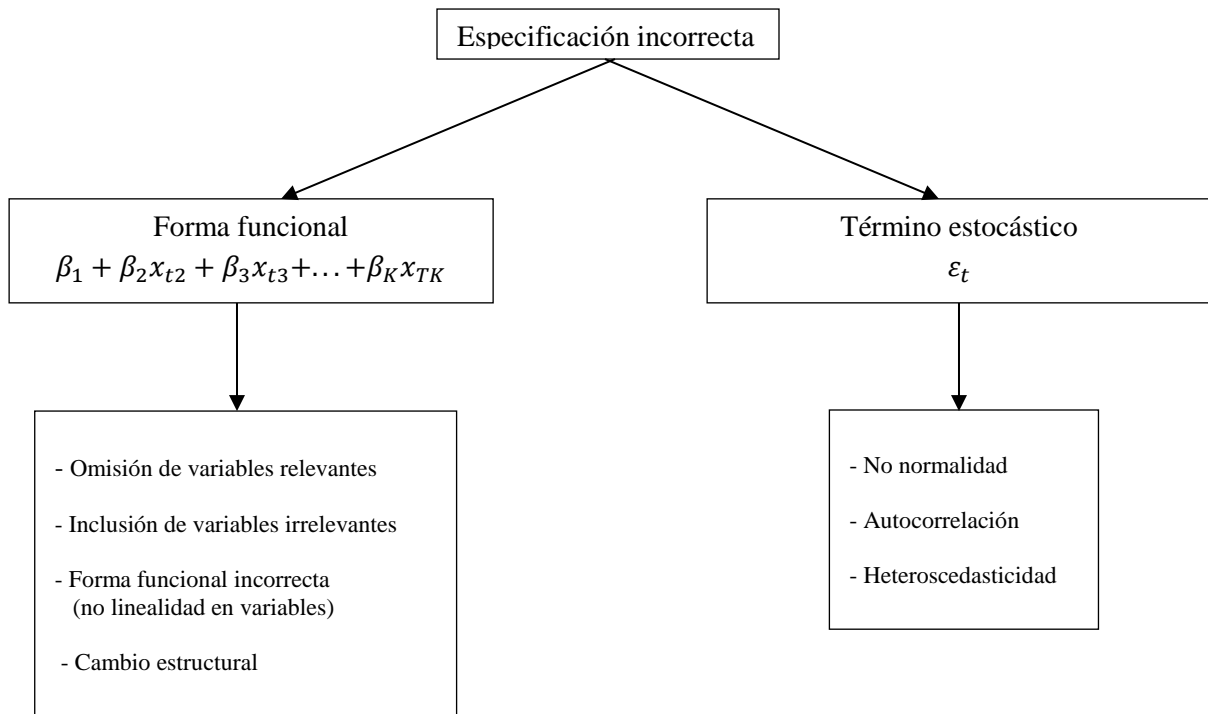 Especificación incorrecta
Forma funcional
𝛽₁ + 𝛽₂𝑥ₜ₂ + 𝛽₃𝑥ₜ₃+. . . +𝛽_K𝑥_TK
Término estocástico
𝜀ₜ
- Omisión de variables relevantes
- Inclusión de variables irrelevantes
- Forma funcional incorrecta
(no linealidad en variables)
- Cambio estructural
- No normalidad
- Autocorrelación
- Heteroscedasticidad